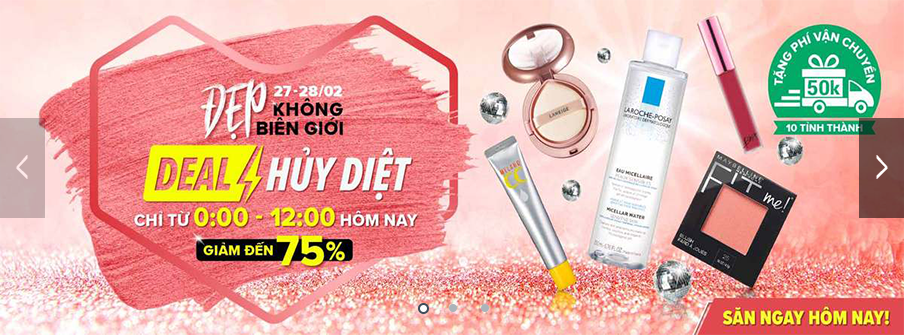 27-28/02
ĐẸP KHÔNG
BIÊN GIỚI
DEAL HỦY DIỆT
CHỈ TỪ 0:00 - 12:00 HÔM NAY
GIẢM ĐẾN 75%
LANEIGE
CC
LA ROCHE-POSAY
EAU MICELLAIRE
MICELLAR WATER
MAYBELLINE
FIT
me!
BLUSH
TẶNG PHÍ VẬN CHUYỂN
50k
10 TỈNH THÀNH
SĂN NGAY HÔM NAY!